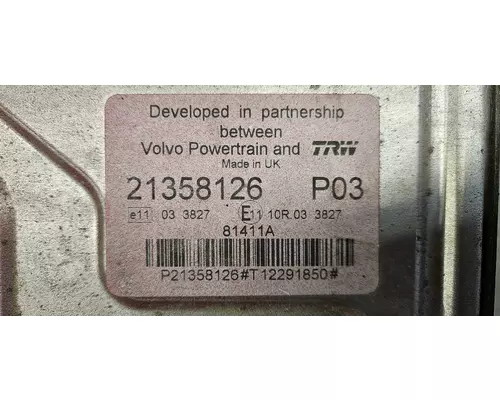 Developed in partnership
between
Volvo Powertrain and TRW
Made in UK
21358126 P03
e11 03 3827 E11 10R.03 3827
81411A
P21358126#T12291850#